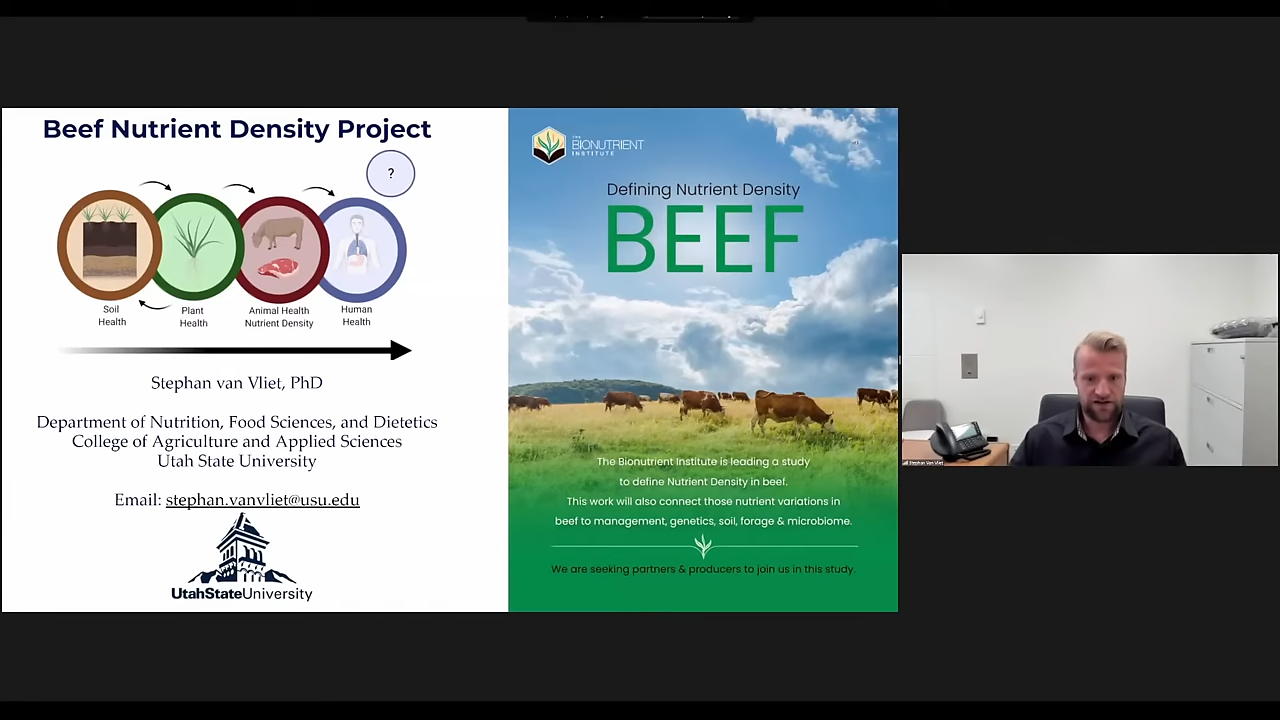 Beef Nutrient Density Project
?
Soil
Health
Plant
Health
Animal Health
Nutrient Density
Human
Health
Stephan van Vliet, PhD
Department of Nutrition, Food Sciences, and Dietetics
College of Agriculture and Applied Sciences
Utah State University
Email: stephan.vanvliet@usu.edu
UtahStateUniversity
THE
BIONUTRIENT
INSTITUTE
Defining Nutrient Density
BEEF
The Bionutrient Institute is leading a study
to define Nutrient Density in beef.
This work will also connect those nutrient variations in
beef to management, genetics, soil, forage & microbiome.
We are seeking partners & producers to join us in this study.
Stephan Van Vliet